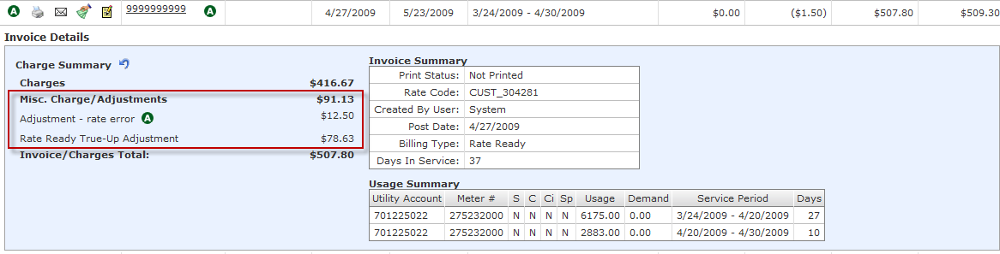 A 9999999999 A 4/27/2009 5/23/2009 3/24/2009 - 4/30/2009 $0.00 ($1.50) $507.80 $509.30
Invoice Details
Charge Summary
Charges $416.67
Misc. Charge/Adjustments $91.13
Adjustment - rate error A $12.50
Rate Ready True-Up Adjustment $78.63
Invoice/Charges Total: $507.80
Invoice Summary
Print Status: Not Printed
Rate Code: CUST_304281
Created By User: System
Post Date: 4/27/2009
Billing Type: Rate Ready
Days In Service: 37
Usage Summary
Utility Account Meter # S C Ci Sp Usage Demand Service Period Days
701225022 275232000 N N N N 6175.00 0.00 3/24/2009 - 4/20/2009 27
701225022 275232000 N N N N 2883.00 0.00 4/20/2009 - 4/30/2009 10